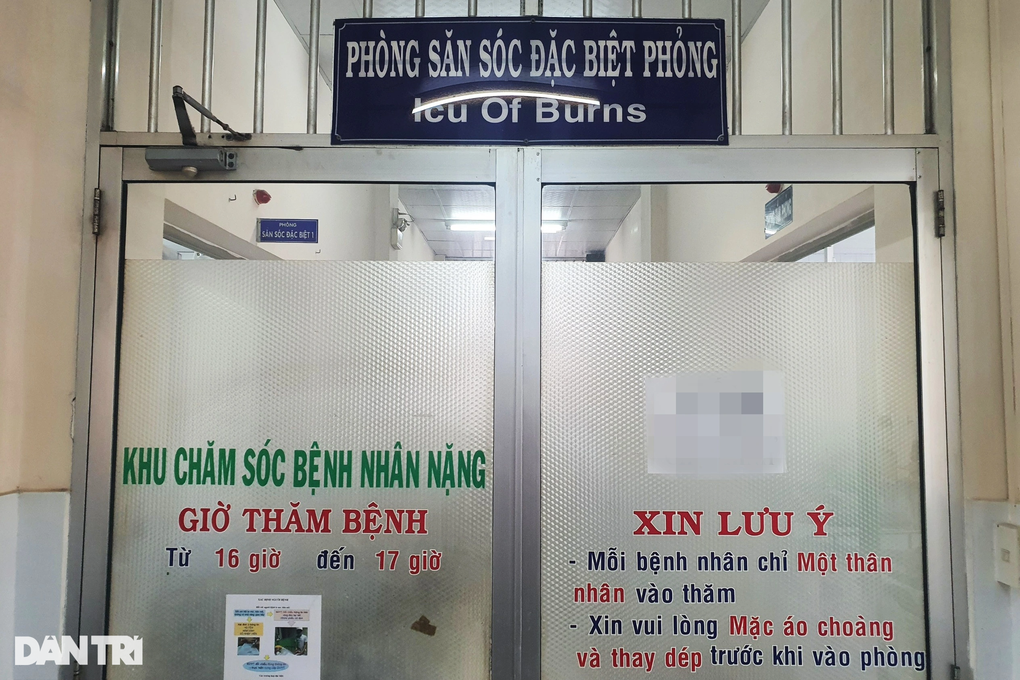 PHÒNG SĂN SÓC ĐẶC BIỆT PHỎNG
Icu Of Burns
PHÒNG
SĂN SÓC ĐẶC BIỆT 1
KHU CHĂM SÓC BỆNH NHÂN NẶNG
GIỜ THĂM BỆNH
Từ 16 giờ đến 17 giờ
XIN LƯU Ý
- Mỗi bệnh nhân chỉ Một thân
nhân vào thăm
- Xin vui lòng Mặc áo choàng
và thay dép trước khi vào phòng
DÂN TRÍ